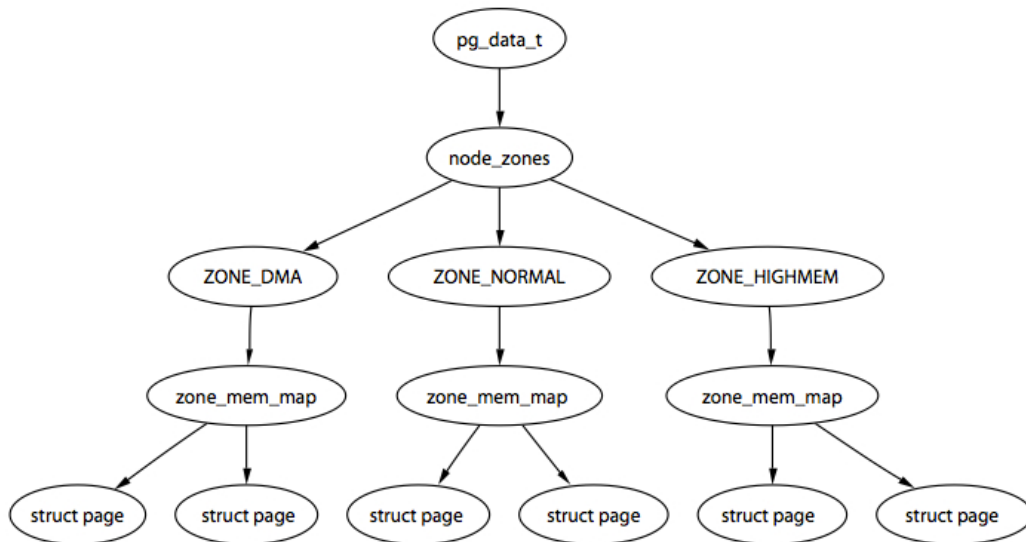 pg_data_t
node_zones
ZONE_DMA
ZONE_NORMAL
ZONE_HIGHMEM
zone_mem_map
zone_mem_map
zone_mem_map
struct page
struct page
struct page
struct page
struct page
struct page